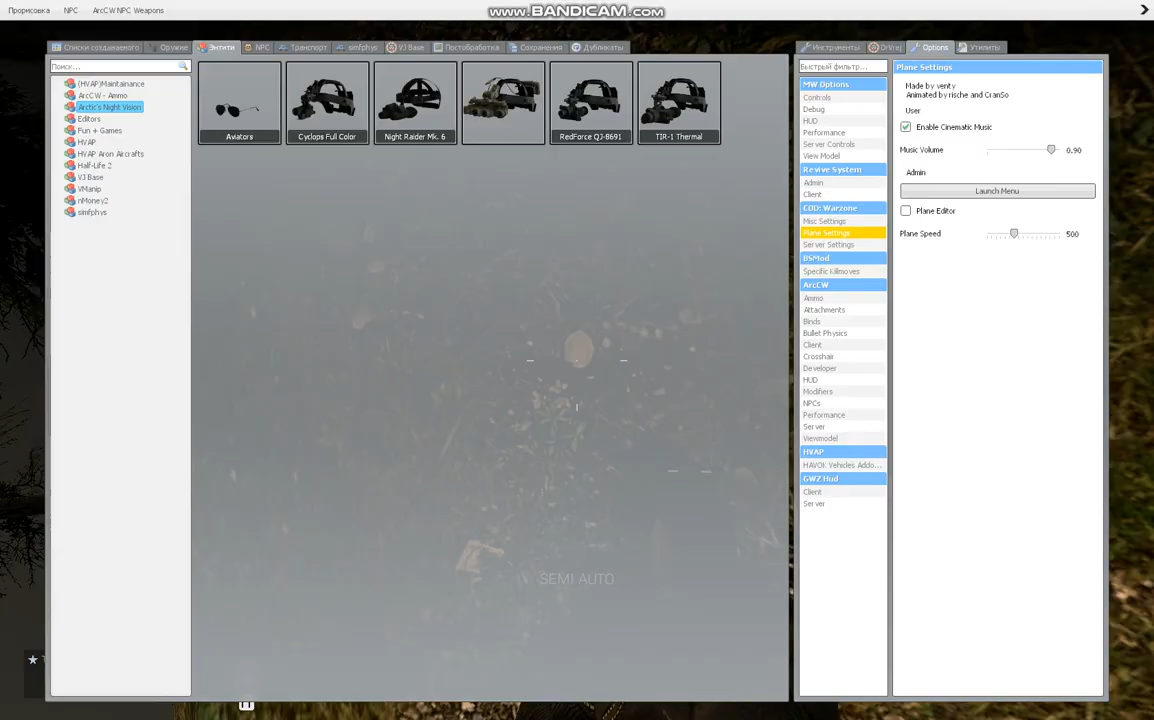 Прорисовка NPC ArcCW NPC Weapons
www.BANDICAM.com
Списки создаваемого Оружие Энтити NPC Транспорт simfphys VJ Base Постобработка Сохранения Дубликаты
Поиск...
(HVAP)Maintainance
ArcCW - Ammo
Arctic's Night Vision
Editors
Fun + Games
HVAP
HVAP Aron Aircrafts
Half-Life 2
VJ Base
VManip
nMoney2
simfphys
Aviators
Cyclops Full Color
Night Raider Mk. 6
RedForce QJ-8691
TIR-1 Thermal
SEMI AUTO
Инструменты DrVrej Options Утилиты
Быстрый фильтр...
MW Options
Controls
Debug
HUD
Performance
Server Controls
View Model
Revive System
Admin
Client
COD: Warzone
Misc Settings
Plane Settings
Server Settings
BSMod
Specific Killmoves
ArcCW
Ammo
Attachments
Binds
Bullet Physics
Client
Crosshair
Developer
HUD
Modifiers
NPCs
Performance
Server
Viewmodel
HVAP
HAVOK Vehicles Addo...
GWZ Hud
Client
Server
Plane Settings
Made by venty
Animated by rische and CranSo
User
Enable Cinematic Music
Music Volume 0.90
Admin
Launch Menu
Plane Editor
Plane Speed 500